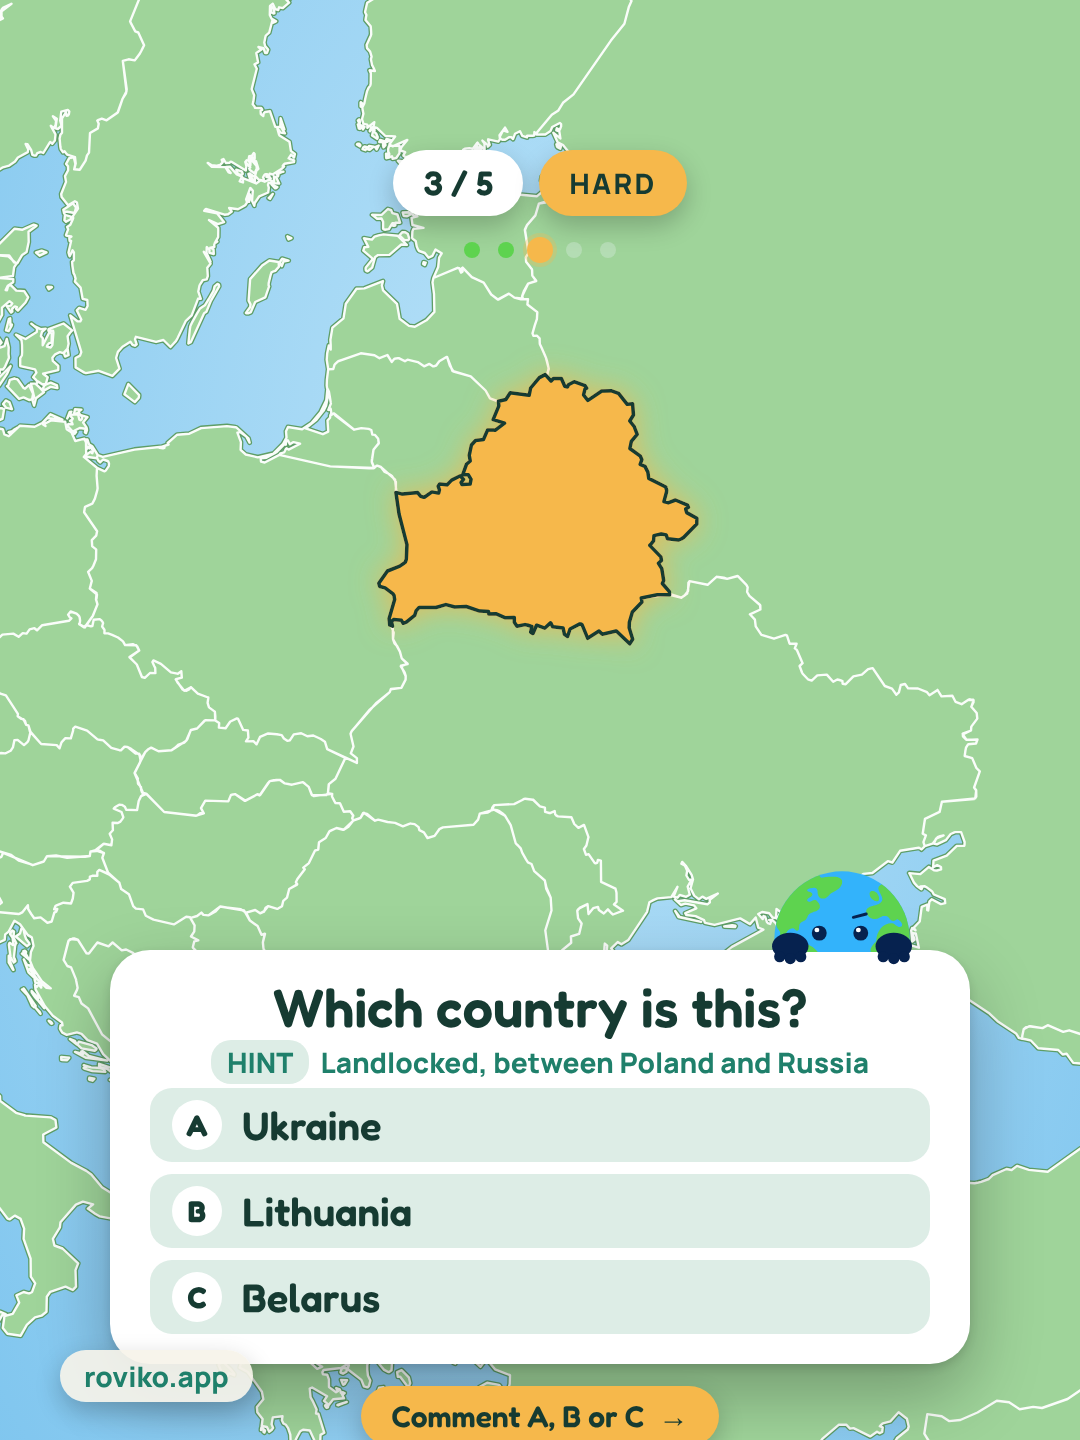 3 / 5
HARD
Which country is this?
HINT Landlocked, between Poland and Russia
A Ukraine
B Lithuania
C Belarus
roviko.app
Comment A, B or C →